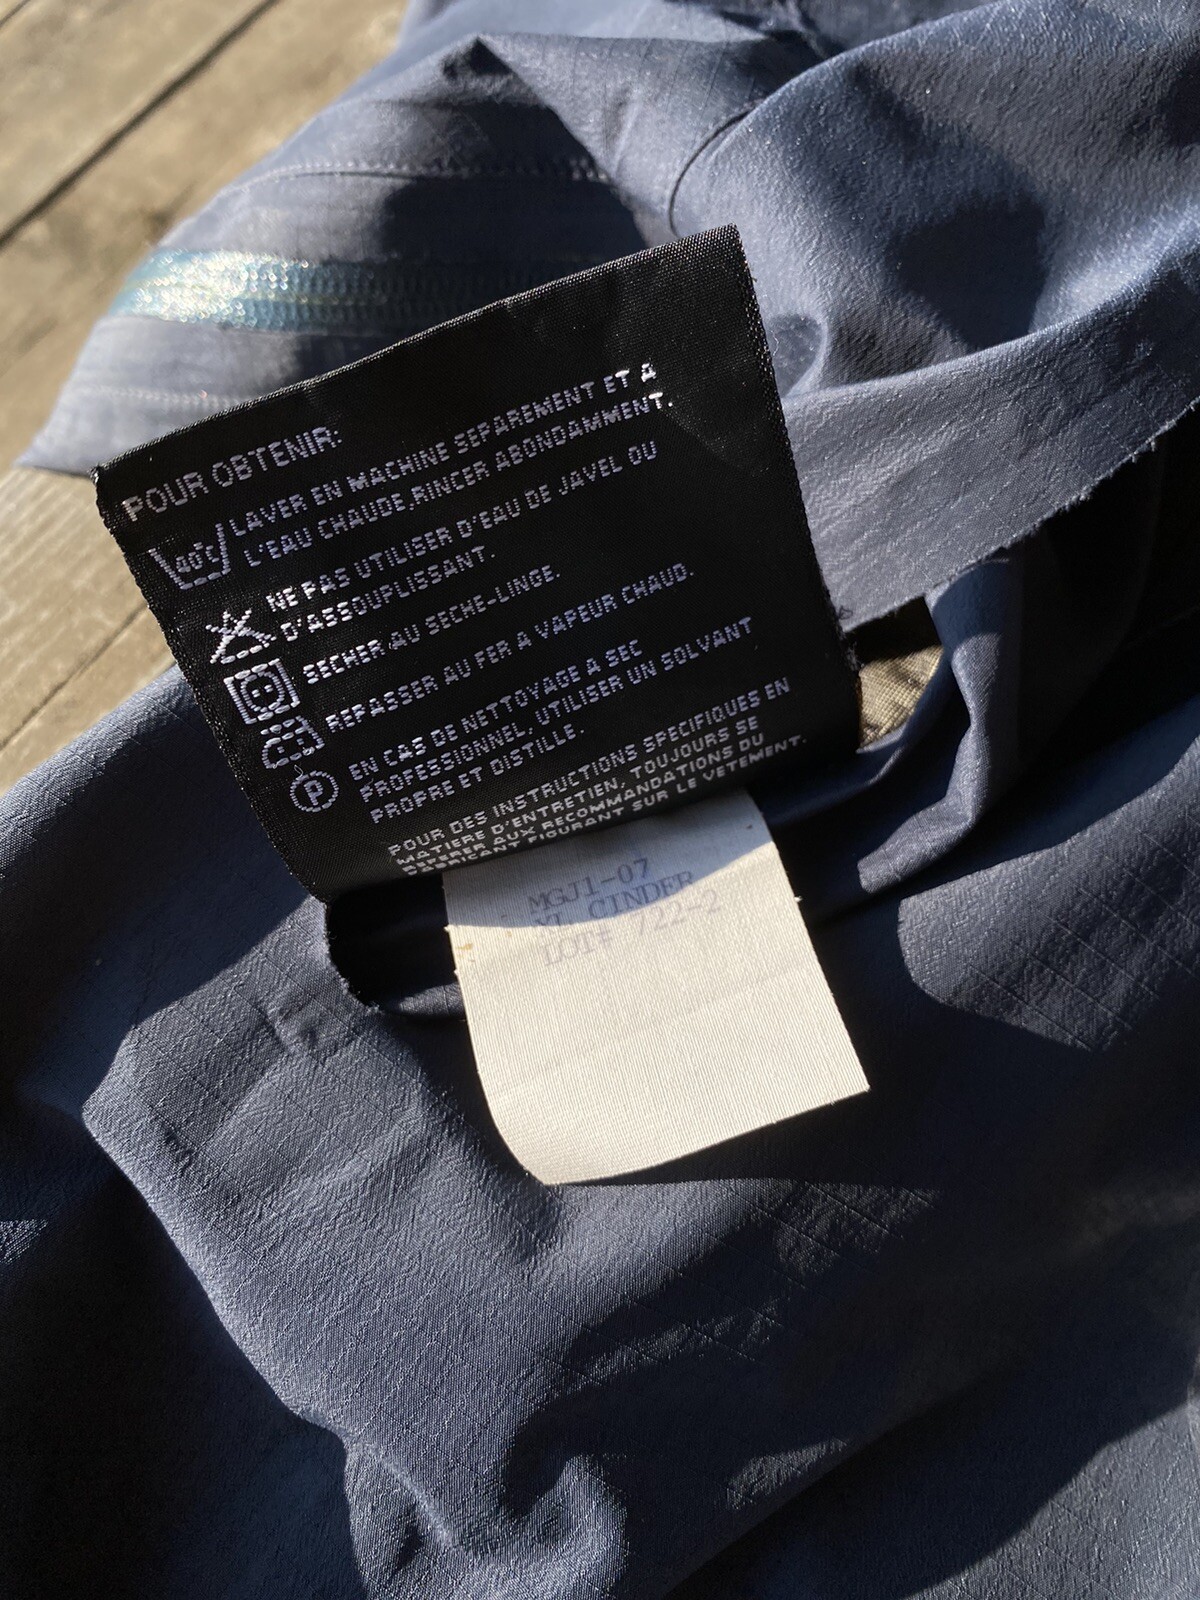 POUR OBTENIR:
40°C LAVER EN MACHINE SEPAREMENT ET A
L'EAU CHAUDE,RINCER ABONDAMMENT.
NE PAS UTILISER D'EAU DE JAVEL OU
D'ASSOUPLISSANT.
SECHER AU SECHE-LINGE.
REPASSER AU FER A VAPEUR CHAUD.
P EN CAS DE NETTOYAGE A SEC
PROFESSIONNEL, UTILISER UN SOLVANT
PROPRE ET DISTILLE.
POUR DES INSTRUCTIONS SPECIFIQUES EN
MATIERE D'ENTRETIEN, TOUJOURS SE
REFERER AUX RECOMMANDATIONS DU
FABRICANT FIGURANT SUR LE VETEMENT.
MGJ1-07
XL CINDER
LOT# 722-2